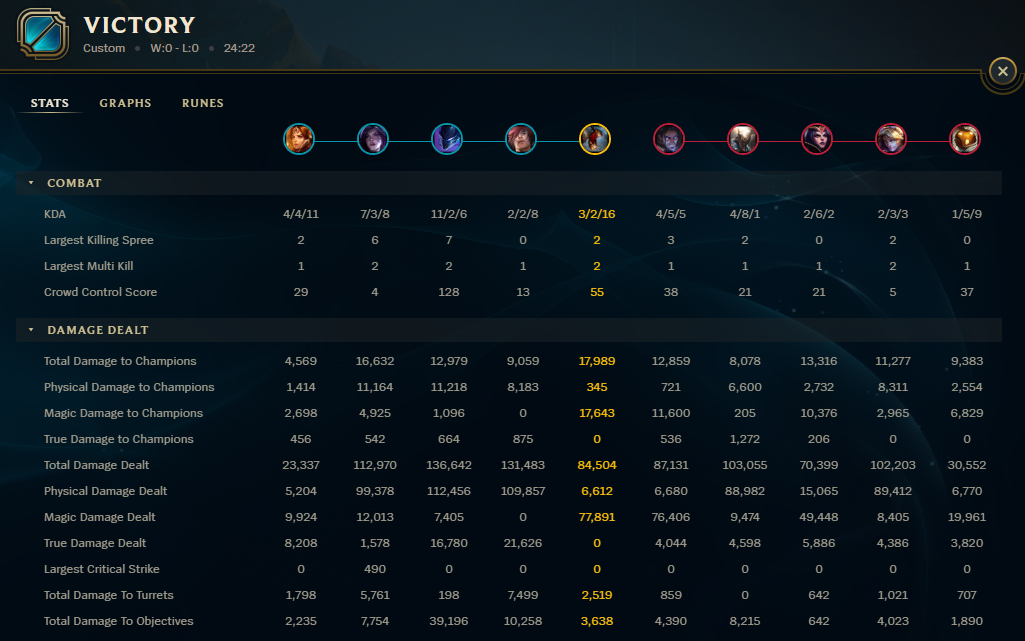 VICTORY
Custom • W:0 - L:0 • 24:22
STATS GRAPHS RUNES
COMBAT
KDA 4/4/11 7/3/8 11/2/6 2/2/8 3/2/16 4/5/5 4/8/1 2/6/2 2/3/3 1/5/9
Largest Killing Spree 2 6 7 0 2 3 2 0 2 0
Largest Multi Kill 1 2 2 1 2 1 1 1 2 1
Crowd Control Score 29 4 128 13 55 38 21 21 5 37
DAMAGE DEALT
Total Damage to Champions 4,569 16,632 12,979 9,059 17,989 12,859 8,078 13,316 11,277 9,383
Physical Damage to Champions 1,414 11,164 11,218 8,183 345 721 6,600 2,732 8,311 2,554
Magic Damage to Champions 2,698 4,925 1,096 0 17,643 11,600 205 10,376 2,965 6,829
True Damage to Champions 456 542 664 875 0 536 1,272 206 0 0
Total Damage Dealt 23,337 112,970 136,642 131,483 84,504 87,131 103,055 70,399 102,203 30,552
Physical Damage Dealt 5,204 99,378 112,456 109,857 6,612 6,680 88,982 15,065 89,412 6,770
Magic Damage Dealt 9,924 12,013 7,405 0 77,891 76,406 9,474 49,448 8,405 19,961
True Damage Dealt 8,208 1,578 16,780 21,626 0 4,044 4,598 5,886 4,386 3,820
Largest Critical Strike 0 490 0 0 0 0 0 0 0 0
Total Damage To Turrets 1,798 5,761 198 7,499 2,519 859 0 642 1,021 707
Total Damage To Objectives 2,235 7,754 39,196 10,258 3,638 4,390 8,215 642 4,023 1,890